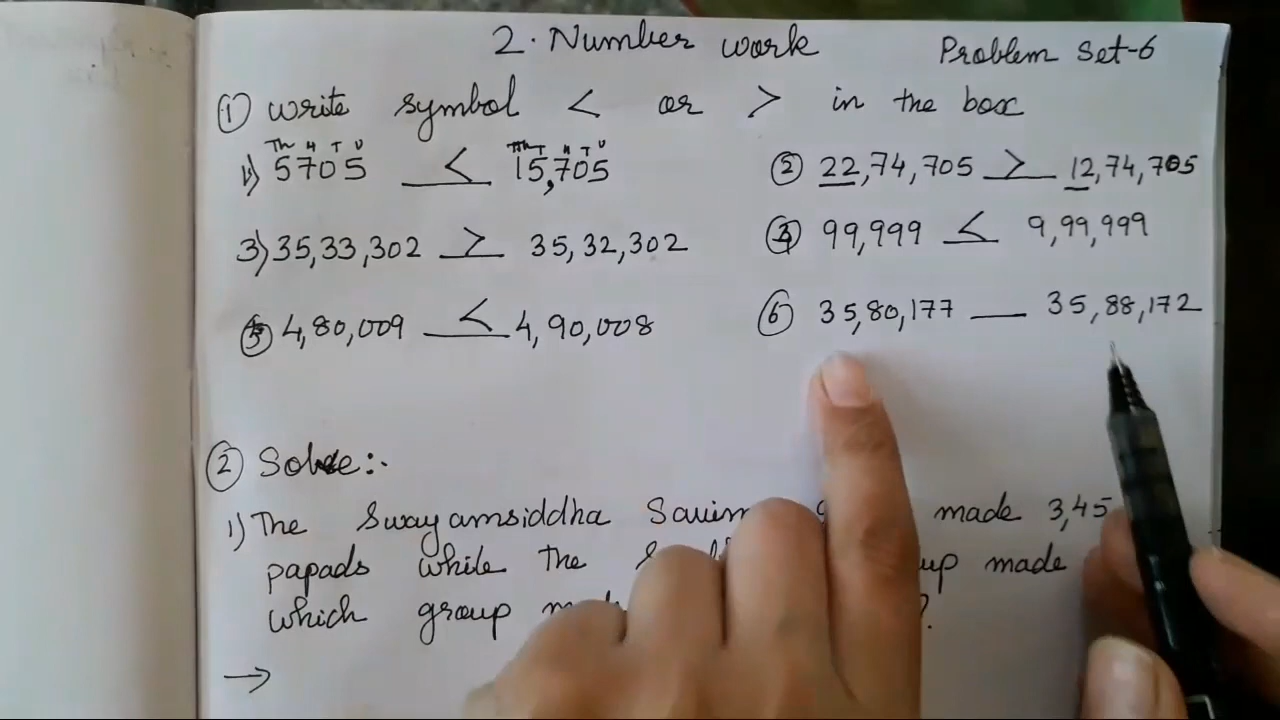 2. Number work Problem Set-6
① Write symbol < or > in the box
Th H T U TTh T H T U
1) 5705 < 15,705 ② 22,74,705 > 12,74,705
3) 35,33,302 > 35,32,302 ④ 99,999 < 9,99,999
⑤ 4,80,009 < 4,90,008 ⑥ 35,80,177 __ 35,88,172
② Solve:-
1) The Swayamsiddha made 3,45
papads while the made
which group
→